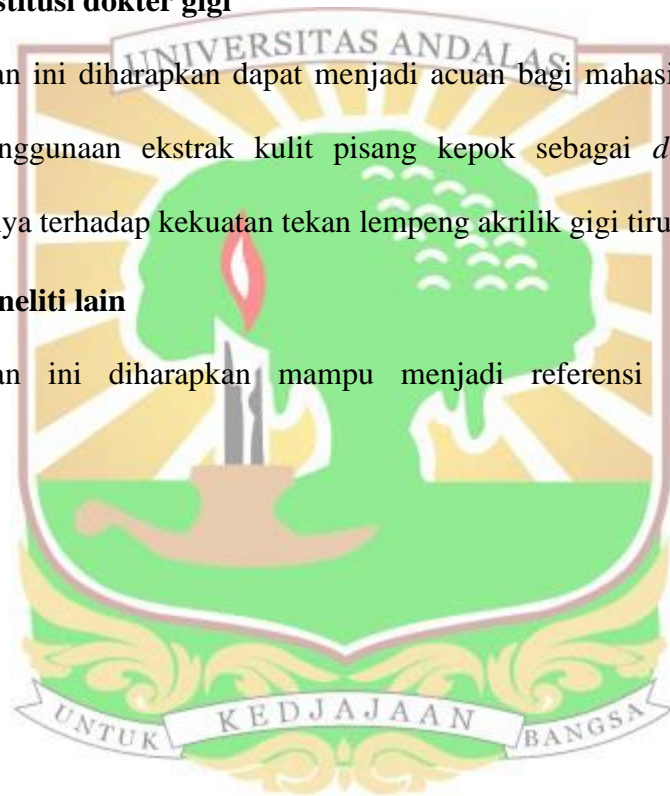 stitusi dokter gigi
UNIVERSITAS ANDALAS
an ini diharapkan dapat menjadi acuan bagi mahasi
nggunaan ekstrak kulit pisang kepok sebagai d
ya terhadap kekuatan tekan lempeng akrilik gigi tiru
neliti lain
an ini diharapkan mampu menjadi referensi
UNTUK KEDJAJAAN BANGSA